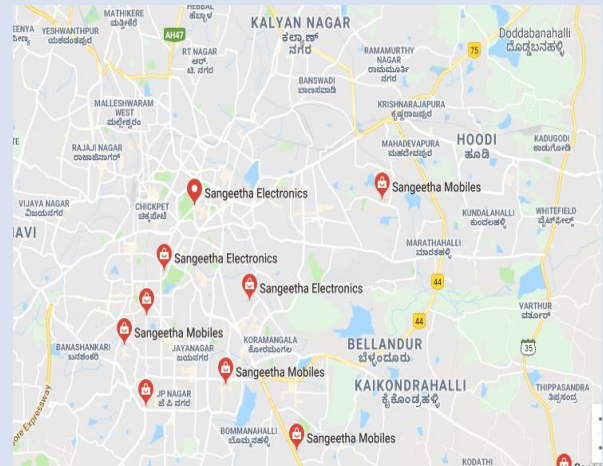 HEBBAL
ಹೆಬ್ಬಾಳ
MATHIKERE
ಮತ್ತಿಕೆರೆ
KALYAN NAGAR
ಕಲ್ಯಾಣ್
ನಗರ
YESHWANTHPUR
ಯಶವಂತಪುರ
AH47
Doddabanahalli
ದೊಡ್ಡಬನಹಳ್ಳಿ
RT NAGAR
ಆರ್.
ಟಿ. ನಗರ
RAMAMURTHY
NAGAR
ರಾಮಮೂರ್ತಿ
ನಗರ
75
BANSWADI
ಬಾಣಸವಾಡಿ
MALLESHWARAM
WEST
ಮಲ್ಲೇಶ್ವರಂ
KRISHNARAJAPURA
ಕೃಷ್ಣರಾಜಪುರ
RAJAJI NAGAR
ರಾಜಾಜಿನಗರ್
MAHADEVAPURA
ಮಹದೇವಪುರ
HOODI
ಹೂಡಿ
KADUGODI
ಕಾಡುಗೋಡಿ
Sangeetha Electronics
Sangeetha Mobiles
VIJAYA NAGAR
ವಿಜಯನಗರ
CHICKPET
ಚಿಕ್ಕಪೇಟೆ
KUNDALAHALLI
ಕುಂದಲಹಳ್ಳಿ
WHITEFIELD
ವೈಟ್‌ಫೀಲ್ಡ್
MARATHAHALLI
ಮಾರತಹಳ್ಳಿ
Sangeetha Electronics
44
Sangeetha Electronics
VARTHUR
ವರ್ತೂರ್
44
Sangeetha Mobiles
BANASHANKARI
ಬನಶಂಕರಿ
JAYANAGAR
ಜಯನಗರ
KORAMANGALA
ಕೋರಮಂಗಲ
BELLANDUR
ಬೆಳ್ಳಂದೂರು
35
Sangeetha Mobiles
KAIKONDRAHALLI
ಕೈಕೊಂಡ್ರಹಳ್ಳಿ
THIPPASANDRA
ತಿಪ್ಪಸಂದ್ರ
JP NAGAR
ಜೆ ಪಿ ನಗರ
BOMMANAHALLI
ಬೊಮ್ಮನಹಳ್ಳಿ
Sangeetha Mobiles
KODATHI